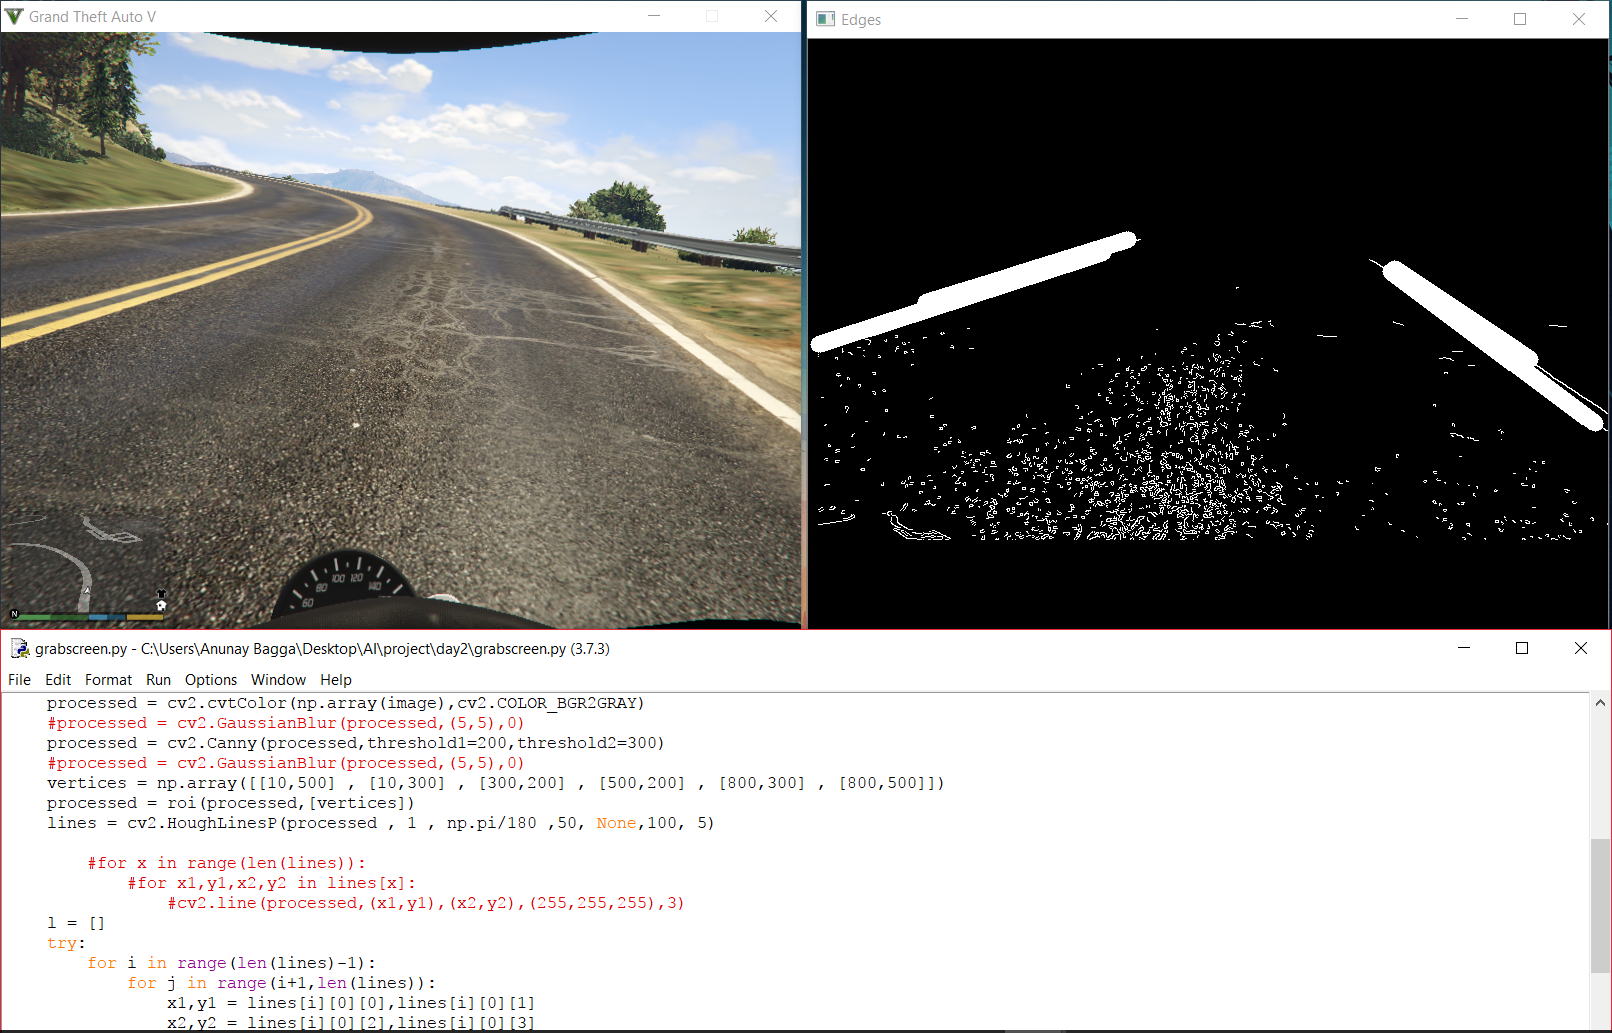 Grand Theft Auto V
Edges
60 80 100 120 140
N
grabscreen.py - C:\Users\Anunay Bagga\Desktop\AI\project\day2\grabscreen.py (3.7.3)
File Edit Format Run Options Window Help
processed = cv2.cvtColor(np.array(image),cv2.COLOR_BGR2GRAY)
#processed = cv2.GaussianBlur(processed,(5,5),0)
processed = cv2.Canny(processed,threshold1=200,threshold2=300)
#processed = cv2.GaussianBlur(processed,(5,5),0)
vertices = np.array([[10,500] , [10,300] , [300,200] , [500,200] , [800,300] , [800,500]])
processed = roi(processed,[vertices])
lines = cv2.HoughLinesP(processed , 1 , np.pi/180 ,50, None,100, 5)
#for x in range(len(lines)):
#for x1,y1,x2,y2 in lines[x]:
#cv2.line(processed,(x1,y1),(x2,y2),(255,255,255),3)
l = []
try:
for i in range(len(lines)-1):
for j in range(i+1,len(lines)):
x1,y1 = lines[i][0][0],lines[i][0][1]
x2,y2 = lines[i][0][2],lines[i][0][3]